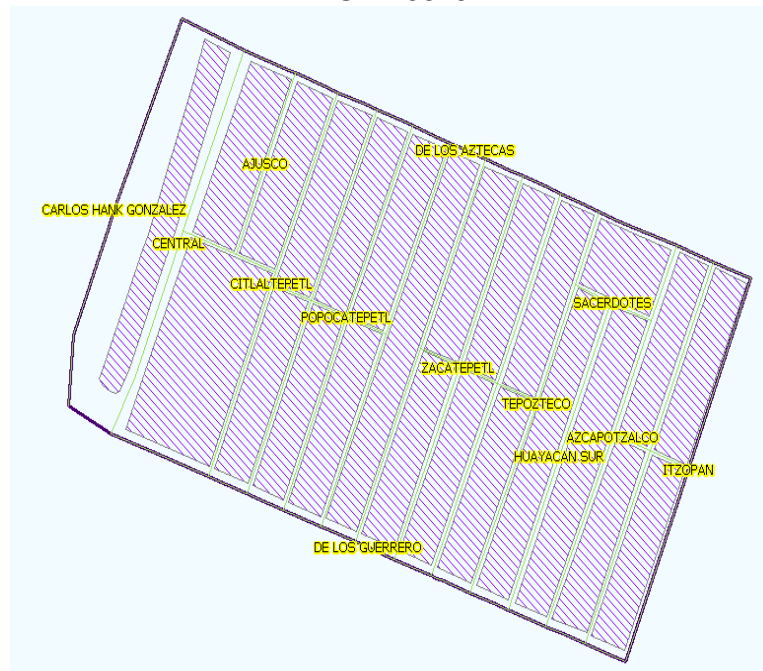 DE LOS AZTECAS
AJUSCO
CARLOS HANK GONZALEZ
CENTRAL
CITLALTEPETL
SACERDOTES
POPOCATEPETL
ZACATEPETL
TEPOZTECO
AZCAPOTZALCO
HUAYACAN SUR
ITZOPAN
DE LOS GUERRERO